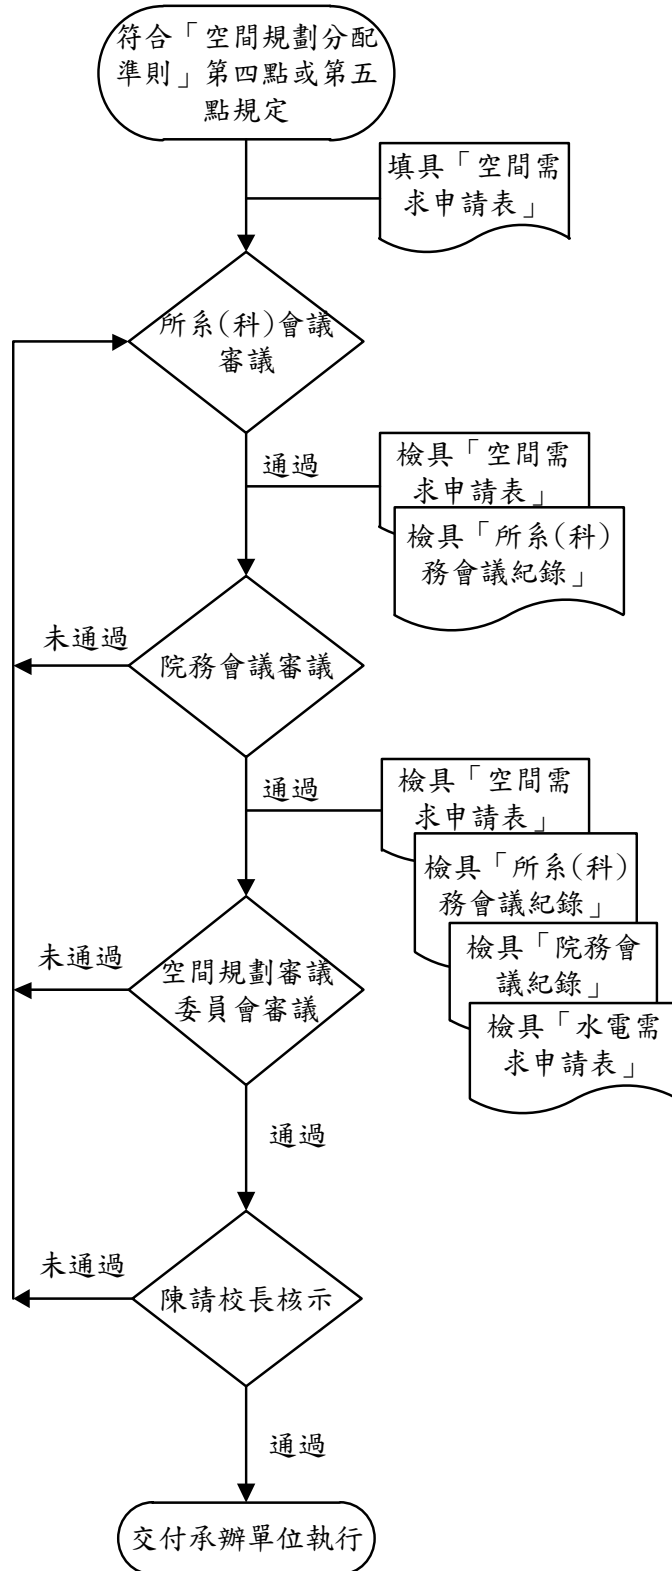 符合「空間規劃分配
準則」第四點或第五
點規定
填具「空間需
求申請表」
所系(科)會議
審議
通過
檢具「空間需
求申請表」
檢具「所系(科)
務會議紀錄」
未通過
院務會議審議
通過
檢具「空間需
求申請表」
檢具「所系(科)
務會議紀錄」
檢具「院務會
議紀錄」
檢具「水電需
求申請表」
未通過
空間規劃審議
委員會審議
通過
未通過
陳請校長核示
通過
交付承辦單位執行